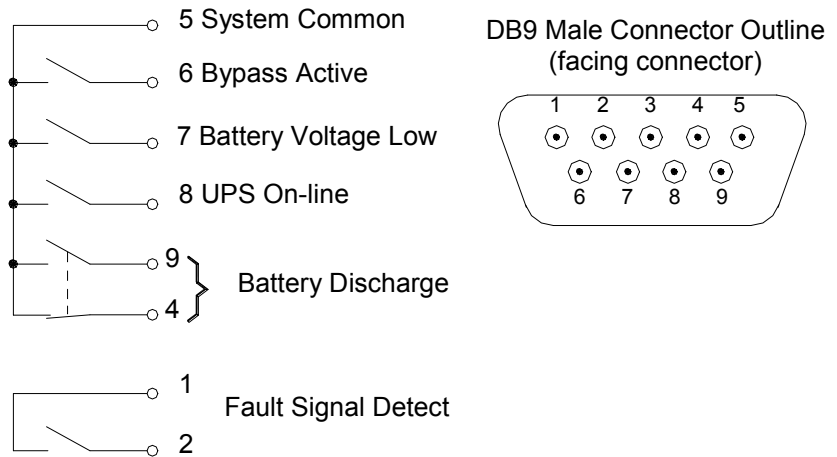 5 System Common
6 Bypass Active
7 Battery Voltage Low
8 UPS On-line
9
Battery Discharge
4
1
Fault Signal Detect
2
DB9 Male Connector Outline
(facing connector)
1 2 3 4 5
6 7 8 9